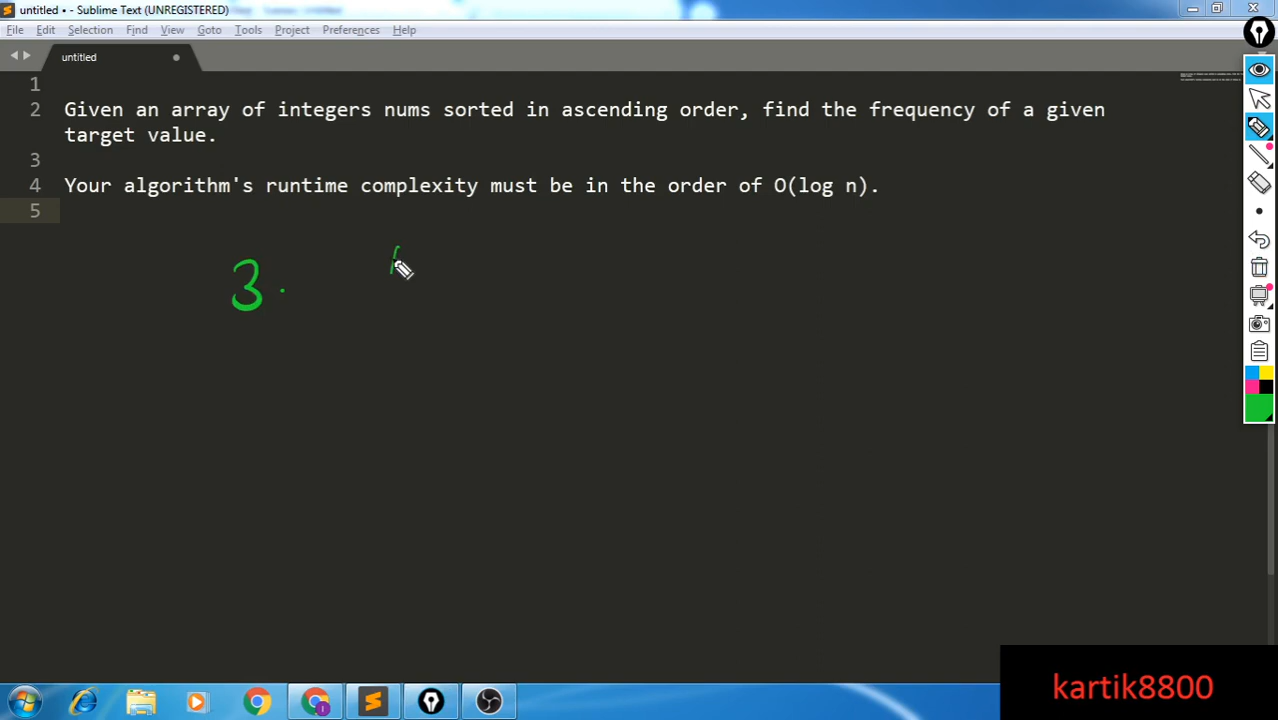 untitled • - Sublime Text (UNREGISTERED)
File Edit Selection Find View Goto Tools Project Preferences Help
untitled
1
2 Given an array of integers nums sorted in ascending order, find the frequency of a given
target value.
3
4 Your algorithm's runtime complexity must be in the order of O(log n).
5
3 .
kartik8800